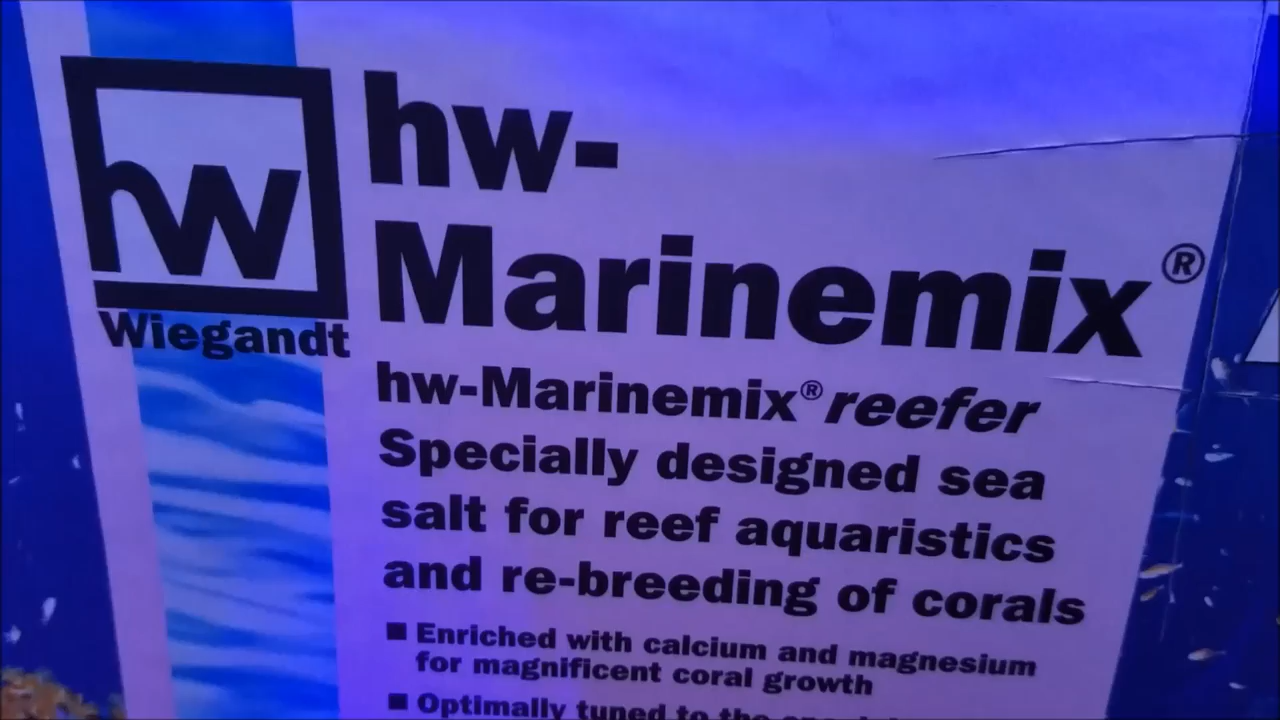 hw
Wiegandt
hw-
Marinemix®
hw-Marinemix® reefer
Specially designed sea
salt for reef aquaristics
and re-breeding of corals
■ Enriched with calcium and magnesium
for magnificent coral growth
■ Optimally tuned to the